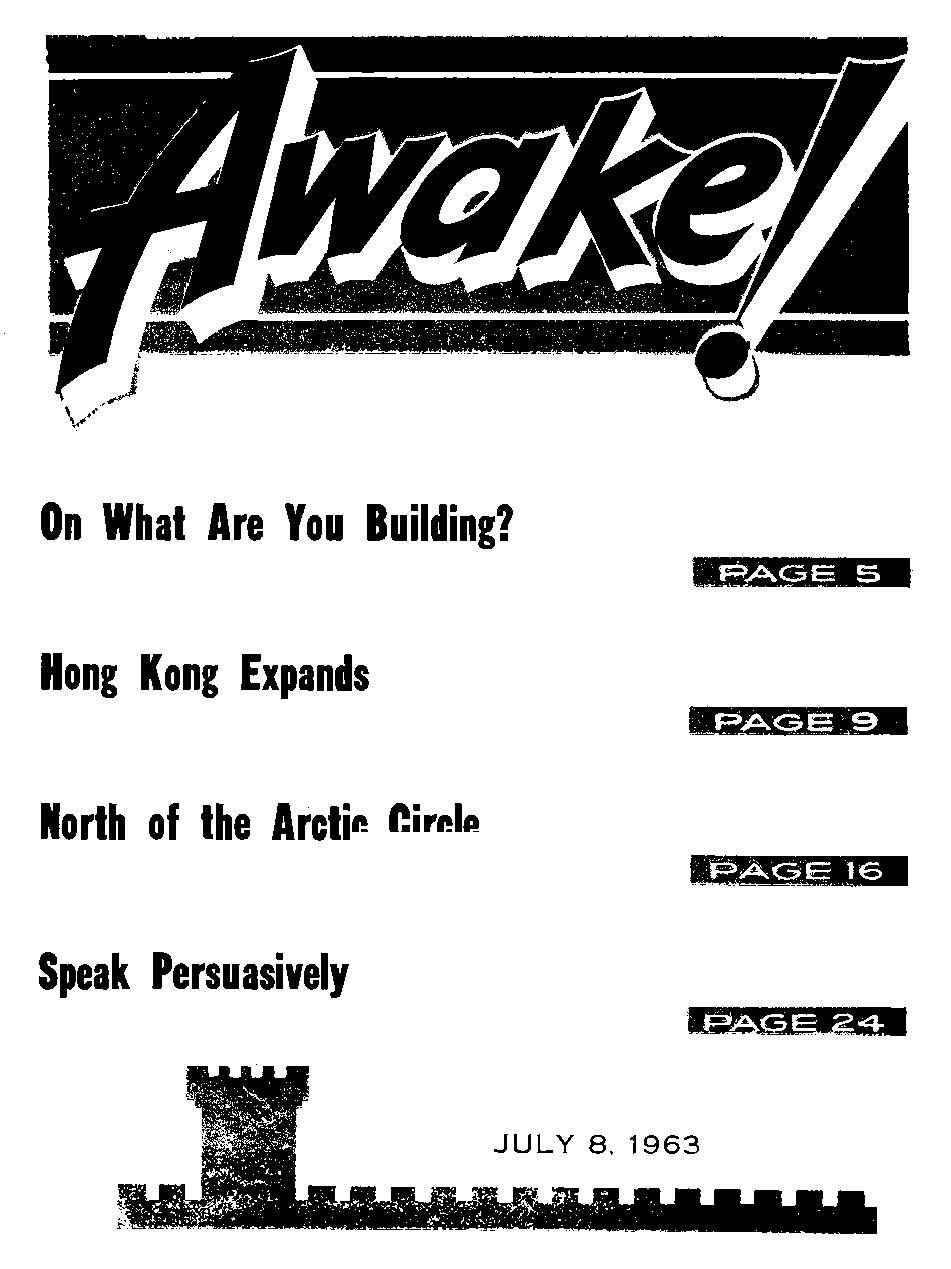 Awake!
On What Are You Building?
PAGE 5
Hong Kong Expands
PAGE 9
North of the Arctic Circle
PAGE 16
Speak Persuasively
PAGE 24
JULY 8, 1963